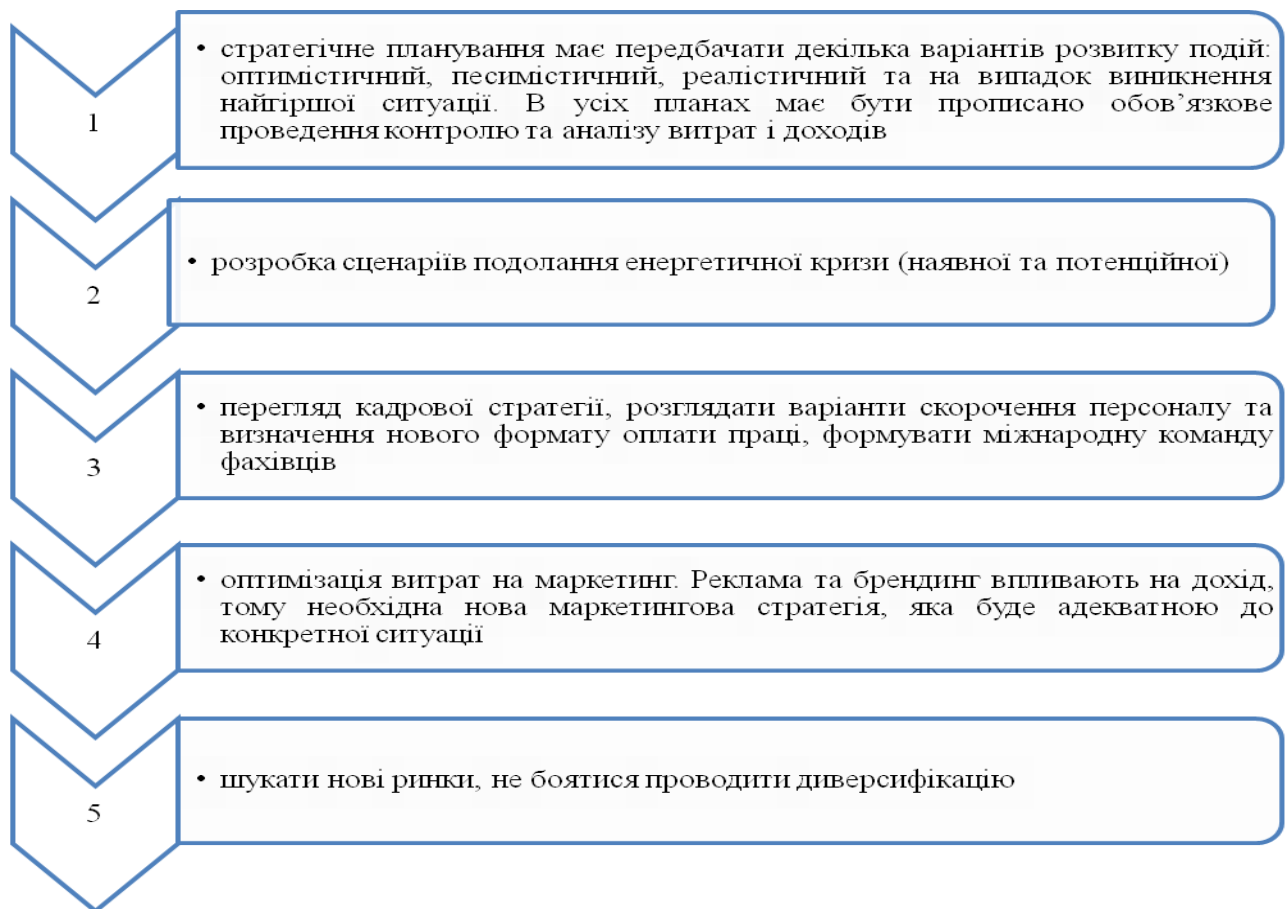 1
• стратегічне планування має передбачати декілька варіантів розвитку подій:
оптимістичний, песимістичний, реалістичний та на випадок виникнення
найгіршої ситуації. В усіх планах має бути прописано обов’язкове
проведення контролю та аналізу витрат і доходів
2
• розробка сценаріїв подолання енергетичної кризи (наявної та потенційної)
3
• перегляд кадрової стратегії, розглядати варіанти скорочення персоналу та
визначення нового формату оплати праці, формувати міжнародну команду
фахівців
4
• оптимізація витрат на маркетинг. Реклама та брендинг впливають на дохід,
тому необхідна нова маркетингова стратегія, яка буде адекватною до
конкретної ситуації
5
• шукати нові ринки, не боятися проводити диверсифікацію